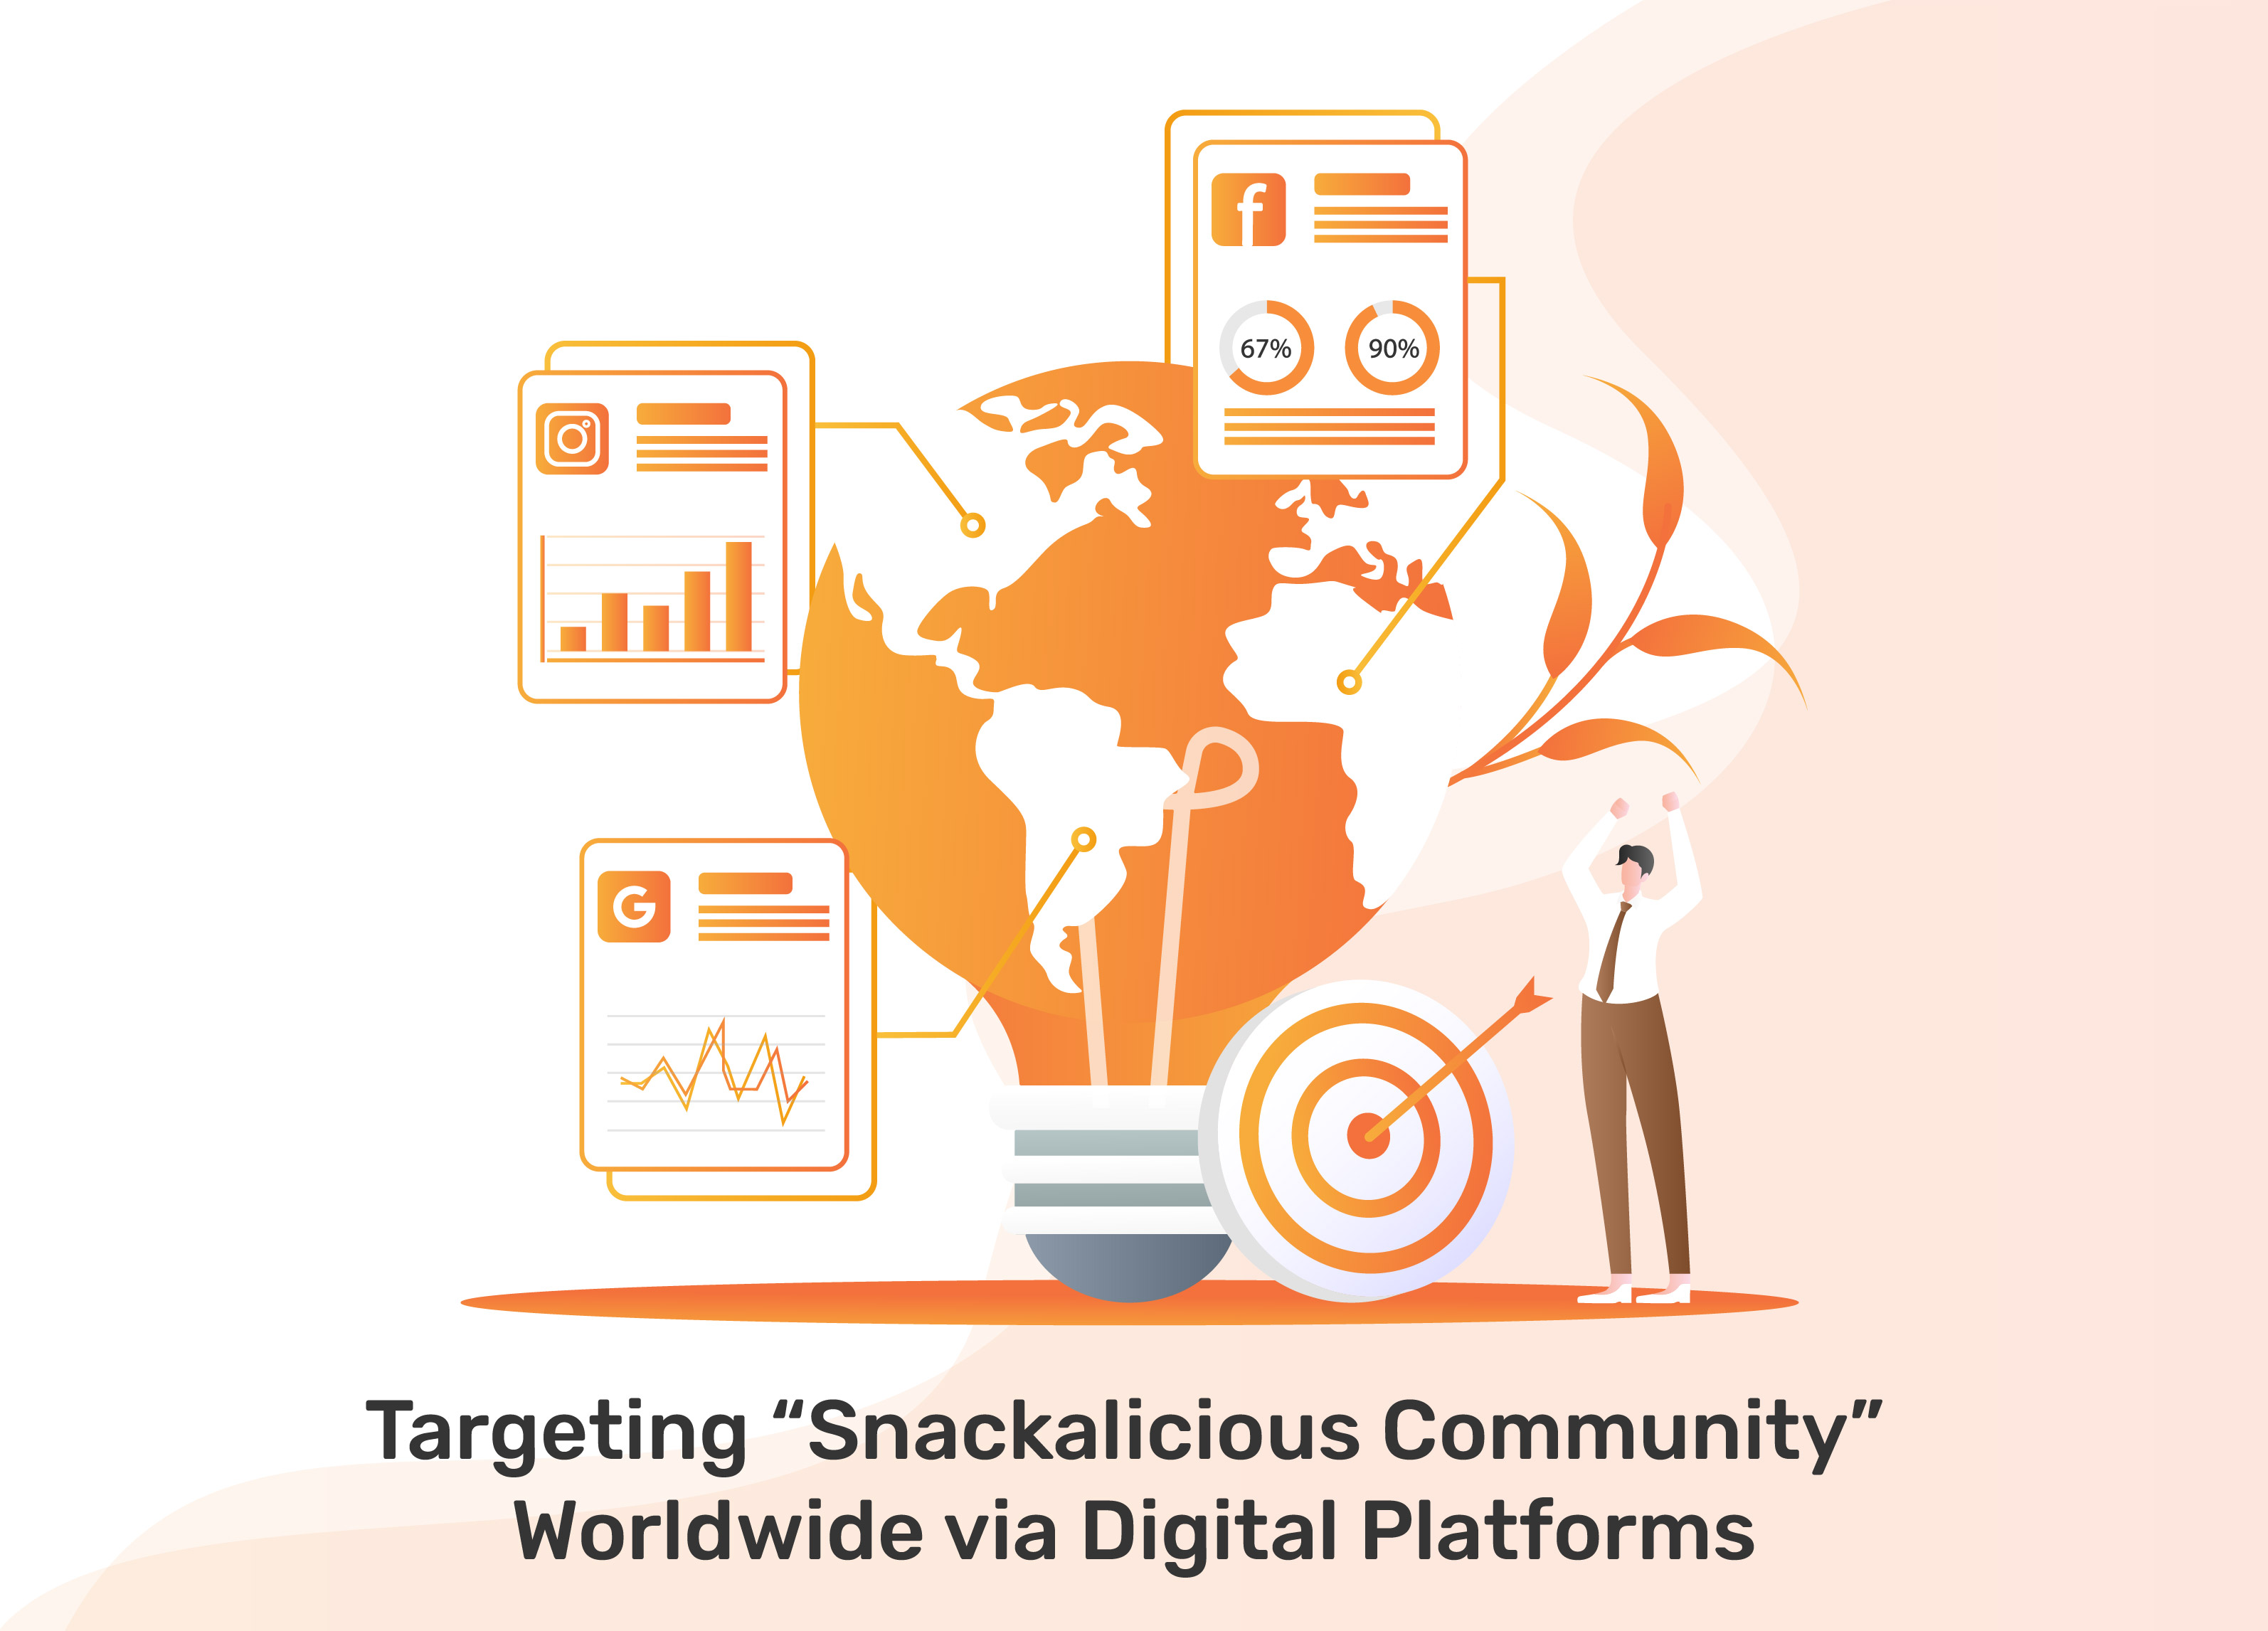 67% 90%
Targeting “Snackalicious Community”
Worldwide via Digital Platforms